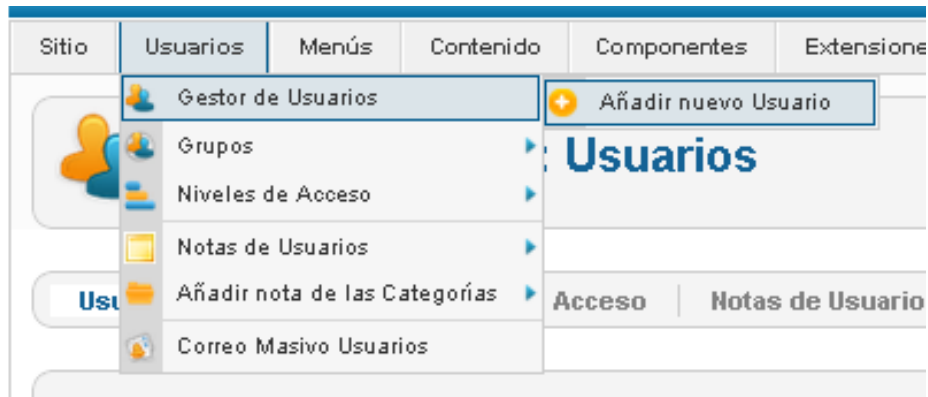 Sitio Usuarios Menús Contenido Componentes Extensione
Gestor de Usuarios
Añadir nuevo Usuario
Grupos
: Usuarios
Niveles de Acceso
Notas de Usuarios
Añadir nota de las Categorías
Usu Acceso Notas de Usuario
Correo Masivo Usuarios